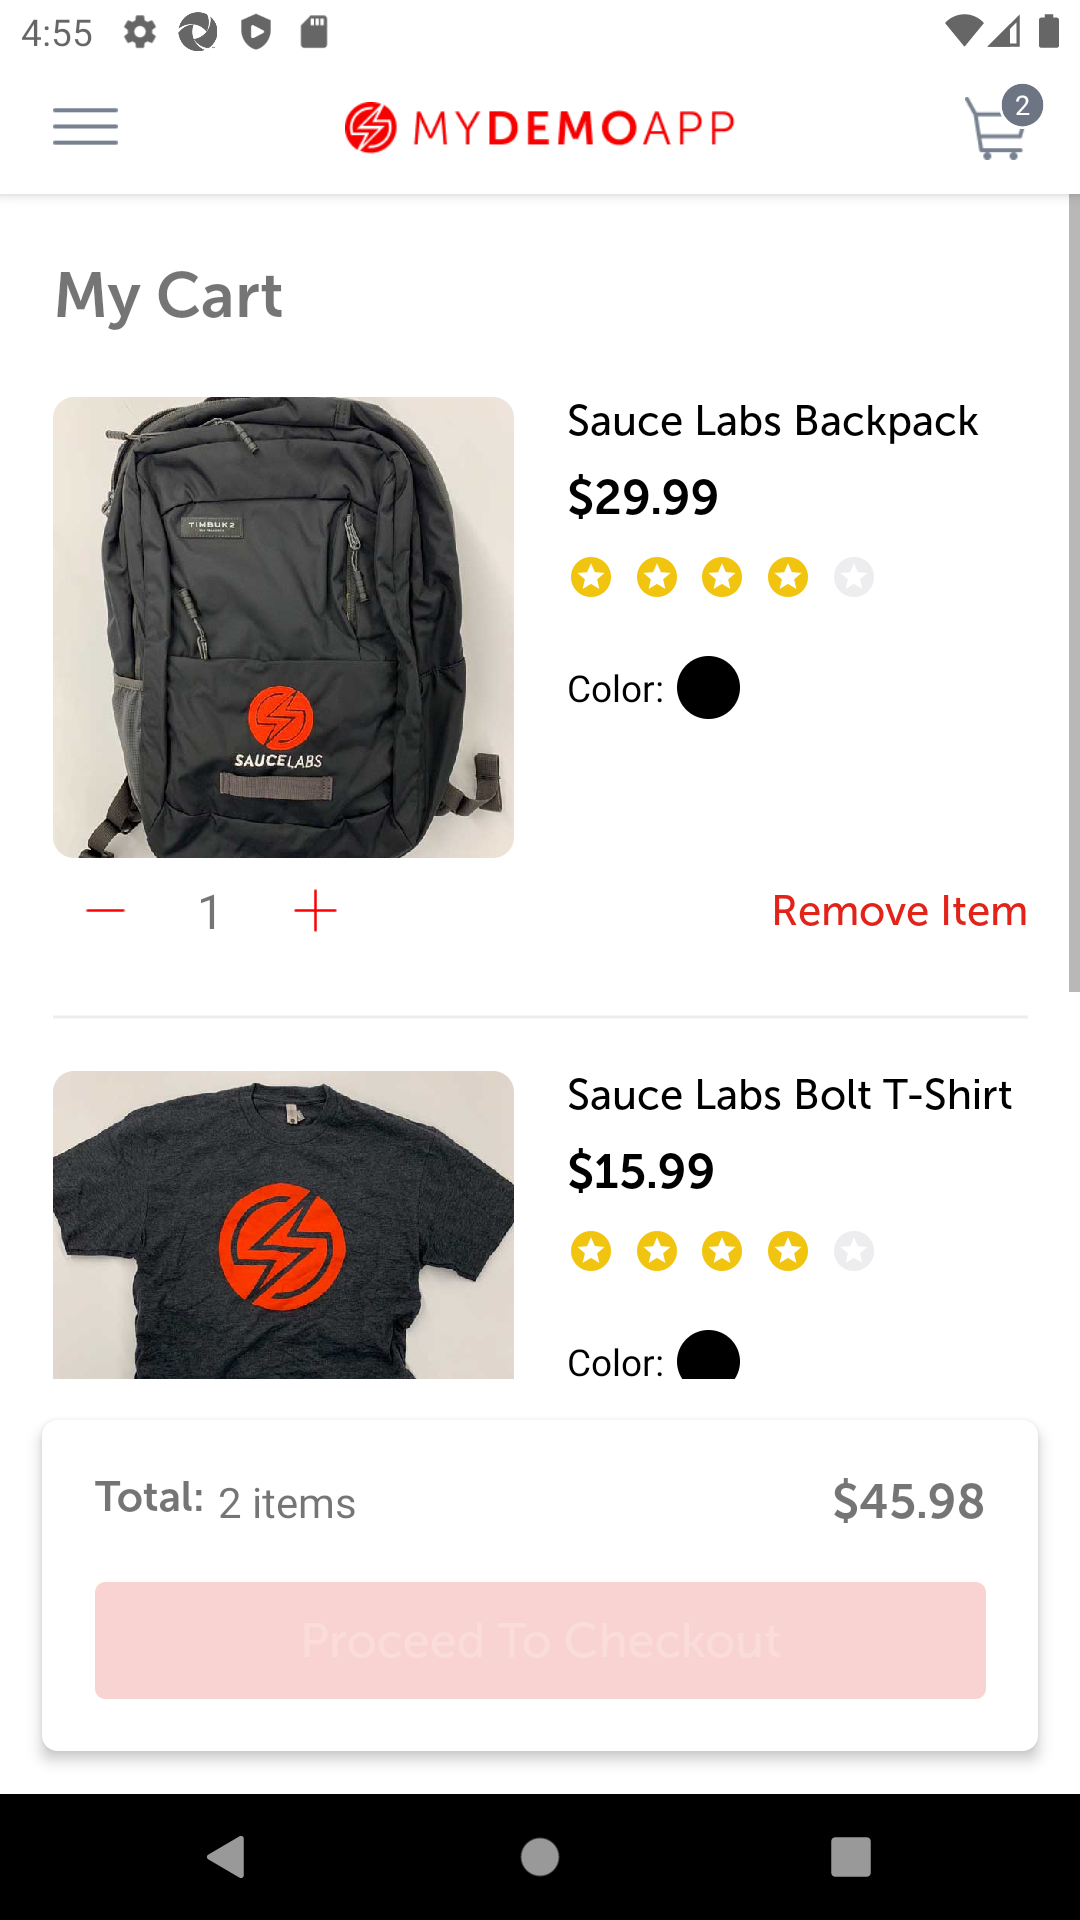 4:55
MYDEMOAPP
2
My Cart
TIMBUK2
SAUCELABS
Sauce Labs Backpack
$29.99
Color:
1
Remove Item
Sauce Labs Bolt T-Shirt
$15.99
Color:
Total: 2 items
$45.98
Proceed To Checkout